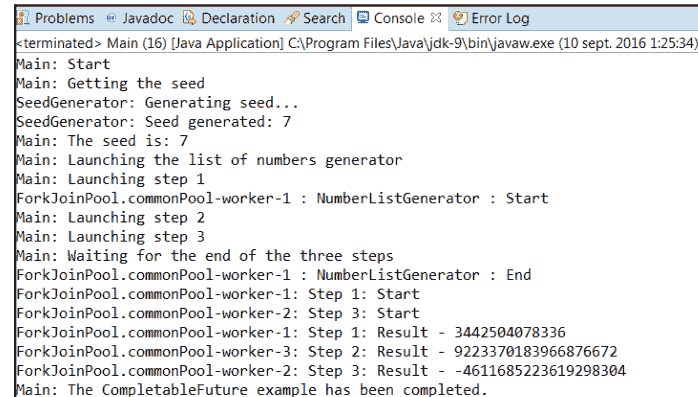 Problems Javadoc Declaration Search Console Error Log
<terminated> Main (16) [Java Application] C:\Program Files\Java\jdk-9\bin\javaw.exe (10 sept. 2016 1:25:34)
Main: Start
Main: Getting the seed
SeedGenerator: Generating seed...
SeedGenerator: Seed generated: 7
Main: The seed is: 7
Main: Launching the list of numbers generator
Main: Launching step 1
ForkJoinPool.commonPool-worker-1 : NumberListGenerator : Start
Main: Launching step 2
Main: Launching step 3
Main: Waiting for the end of the three steps
ForkJoinPool.commonPool-worker-1 : NumberListGenerator : End
ForkJoinPool.commonPool-worker-1: Step 1: Start
ForkJoinPool.commonPool-worker-2: Step 3: Start
ForkJoinPool.commonPool-worker-1: Step 1: Result - 3442504078336
ForkJoinPool.commonPool-worker-3: Step 2: Result - 9223370183966876672
ForkJoinPool.commonPool-worker-2: Step 3: Result - -4611685223619298304
Main: The CompletableFuture example has been completed.